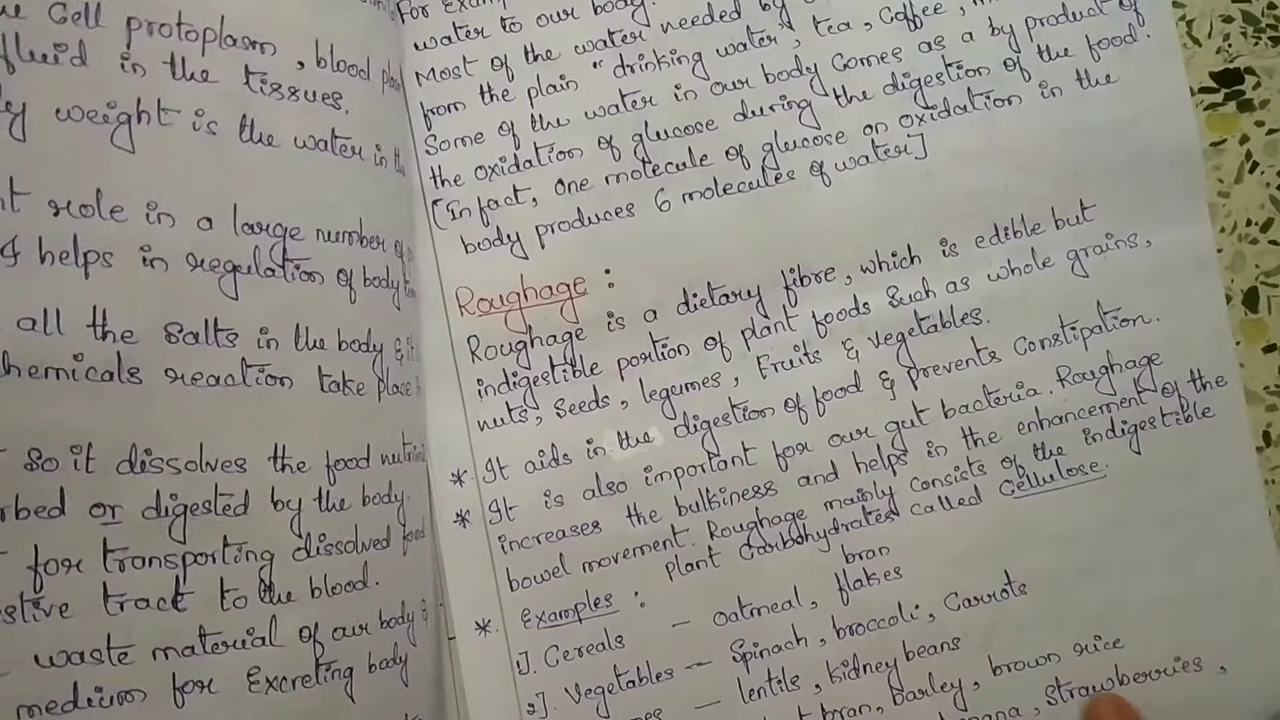 cell protoplasm, blood
fluid in the tissues.
weight is the water in
role in a large number
helps in regulation of body
all the salts in the body
reaction take place
So it dissolves the food
or digested by the body.
for transporting dissolved food
tract to the blood.
waste material of our body
medium for Excreting body
For
water to our body.
Most of the water needed by
from the plain "drinking water", tea, coffee,
Some of the water in our body comes as a by product of
the oxidation of glucose during the digestion of the food.
[In fact, one molecule of glucose on oxidation in the
body produces 6 molecules of water]
Roughage :
Roughage is a dietary fibre, which is edible but
indigestible portion of plant foods such as whole grains,
nuts, seeds, legumes, Fruits & vegetables.
* It aids in the digestion of food & prevents constipation.
* It is also important for our gut bacteria. Roughage
increases the bulkiness and helps in the enhancement of the
bowel movement. Roughage mainly consists of the indigestible
plant Carbohydrates called Cellulose.
* Examples :
1]. Cereals – oatmeal, bran flakes
2]. Vegetables – Spinach, broccoli, Carrots
– lentils, kidney beans
bran, barley, brown rice
strawberries,